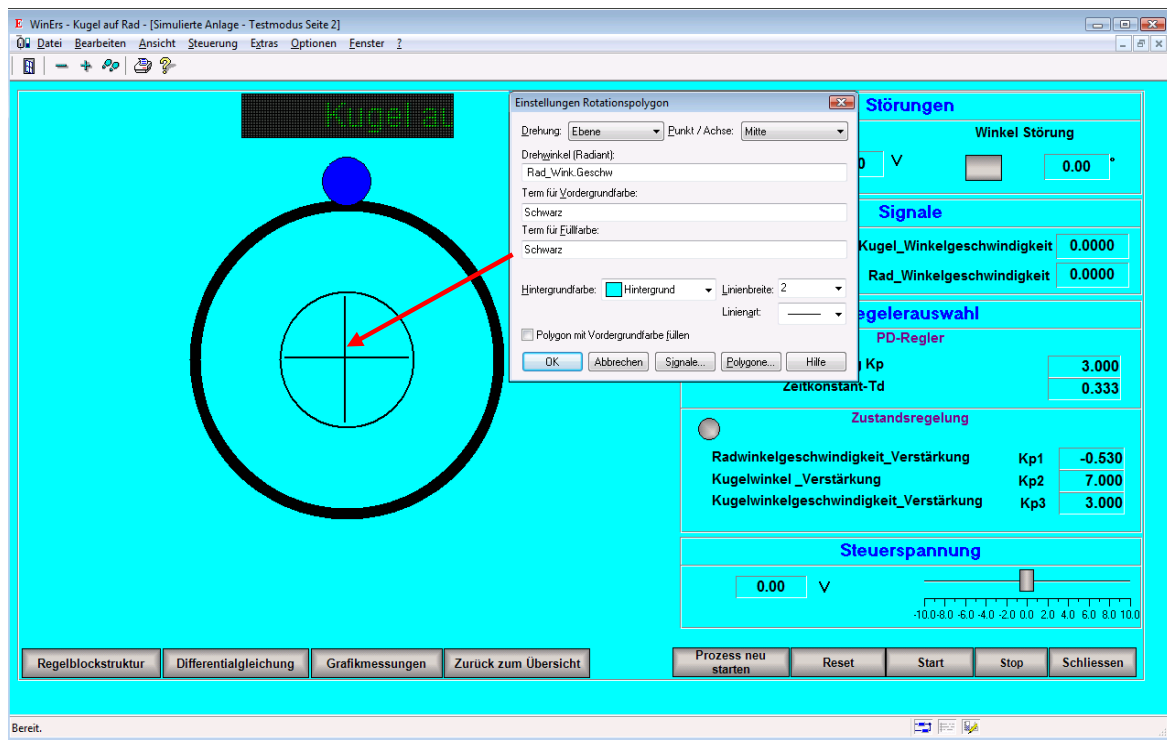 WinErs - Kugel auf Rad - [Simulierte Anlage - Testmodus Seite 2]
Datei Bearbeiten Ansicht Steuerung Extras Optionen Fenster ?
Kugel au
Einstellungen Rotationspolygon
Drehung: Ebene Punkt / Achse: Mitte
Drehwinkel (Radiant):
Rad_Wink.Geschw
Term für Vordergrundfarbe:
Schwarz
Term für Füllfarbe:
Schwarz
Hintergrundfarbe: Hintergrund Linienbreite: 2
Linienart:
Polygon mit Vordergrundfarbe füllen
OK Abbrechen Signale... Polygone... Hilfe
Störungen
Winkel Störung
0 V 0.00 °
Signale
Kugel_Winkelgeschwindigkeit 0.0000
Rad_Winkelgeschwindigkeit 0.0000
egelerauswahl
PD-Regler
Kp 3.000
Zeitkonstant-Td 0.333
Zustandsregelung
Radwinkelgeschwindigkeit_Verstärkung Kp1 -0.530
Kugelwinkel _Verstärkung Kp2 7.000
Kugelwinkelgeschwindigkeit_Verstärkung Kp3 3.000
Steuerspannung
0.00 V
-10.0 -8.0 -6.0 -4.0 -2.0 0.0 2.0 4.0 6.0 8.0 10.0
Regelblockstruktur Differentialgleichung Grafikmessungen Zurück zum Übersicht
Prozess neu
starten
Reset Start Stop Schliessen
Bereit.